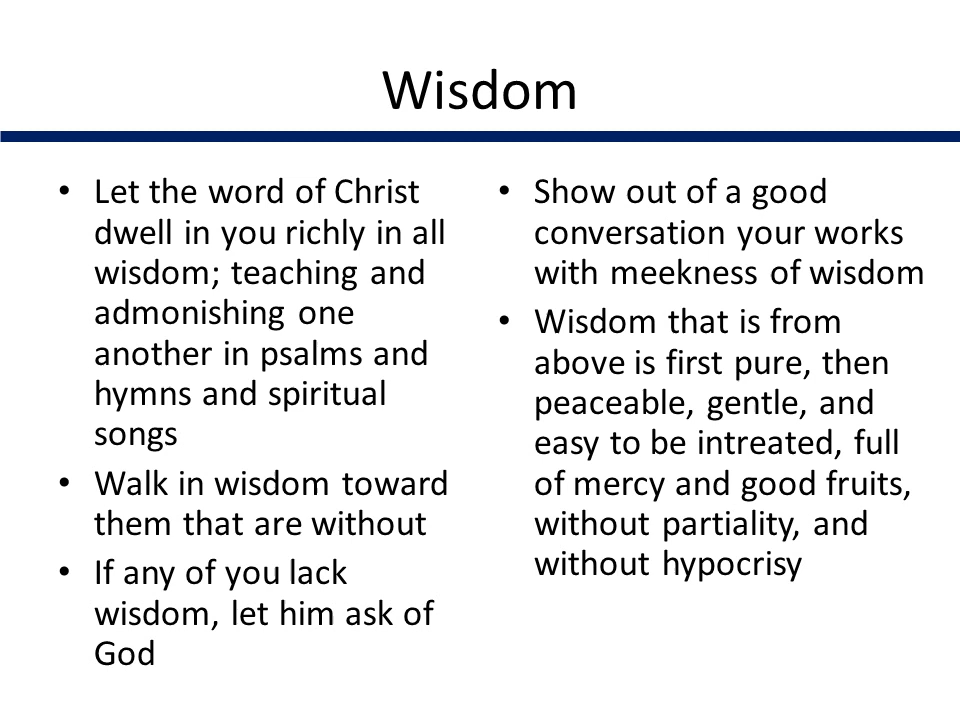 Wisdom
• Let the word of Christ
dwell in you richly in all
wisdom; teaching and
admonishing one
another in psalms and
hymns and spiritual
songs
• Walk in wisdom toward
them that are without
• If any of you lack
wisdom, let him ask of
God
• Show out of a good
conversation your works
with meekness of wisdom
• Wisdom that is from
above is first pure, then
peaceable, gentle, and
easy to be intreated, full
of mercy and good fruits,
without partiality, and
without hypocrisy